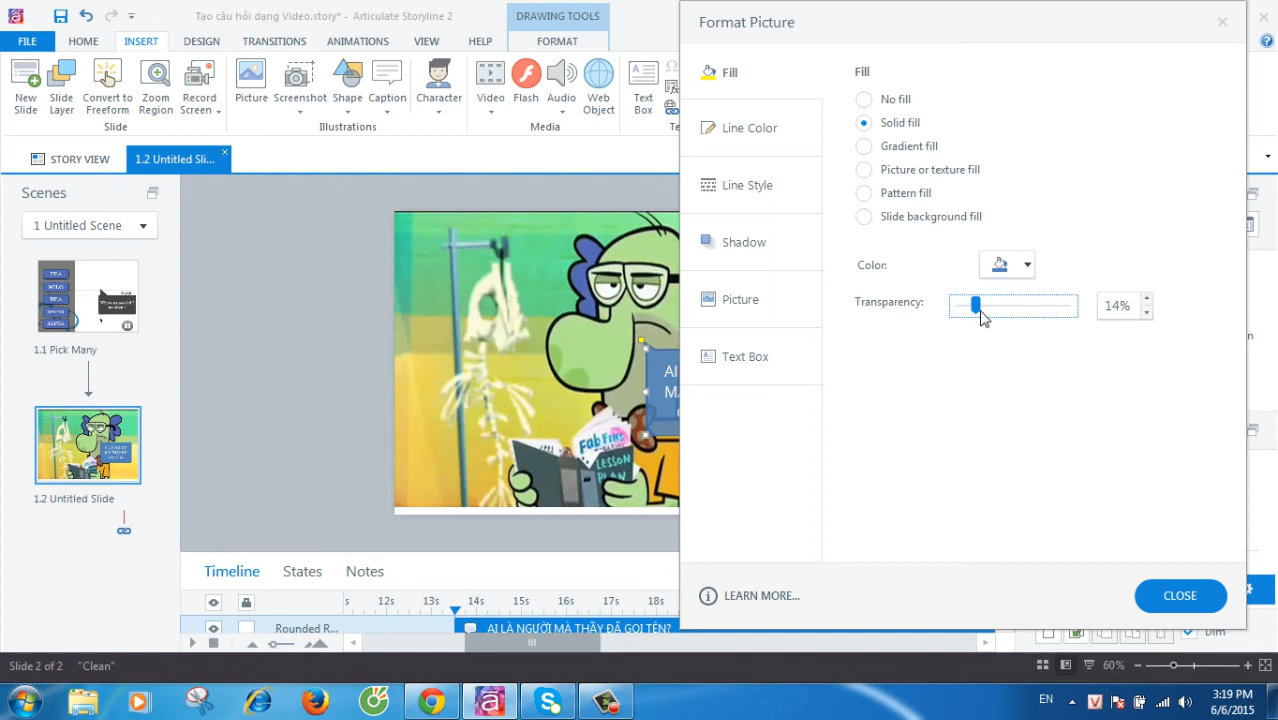 Tạo câu hỏi dạng Video.story* - Articulate Storyline 2
DRAWING TOOLS
FILE HOME INSERT DESIGN TRANSITIONS ANIMATIONS VIEW HELP FORMAT
New Slide
Slide Layer
Convert to Freeform
Zoom Region
Record Screen
Picture
Screenshot
Shape
Caption
Character
Video
Flash
Audio
Web Object
Text Box
Slide
Illustrations
Media
STORY VIEW
1.2 Untitled Sli...
Scenes
1 Untitled Scene
1.1 Pick Many
1.2 Untitled Slide
Fab Fins
LESSON
PLAN
Timeline States Notes
s 12s 13s 14s 15s 16s 17s 18s
Rounded R...
AI LÀ NGƯỜI MÀ THẦY ĐÃ GỌI TÊN?
Format Picture
Fill
Line Color
Line Style
Shadow
Picture
Text Box
Fill
No fill
Solid fill
Gradient fill
Picture or texture fill
Pattern fill
Slide background fill
Color:
Transparency: 14%
LEARN MORE...
CLOSE
Dim
Slide 2 of 2 "Clean"
60%
EN
3:19 PM
6/6/2015